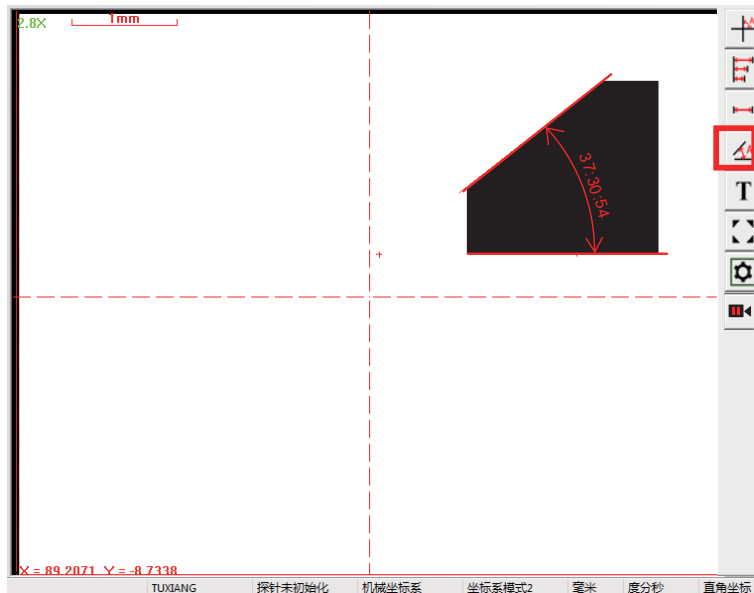 2.8X
1mm
37:30:54
T
X = 89.2071 Y = -8.7338
TUXIANG 探针未初始化 机械坐标系 坐标系模式2 毫米 度分秒 直角坐标